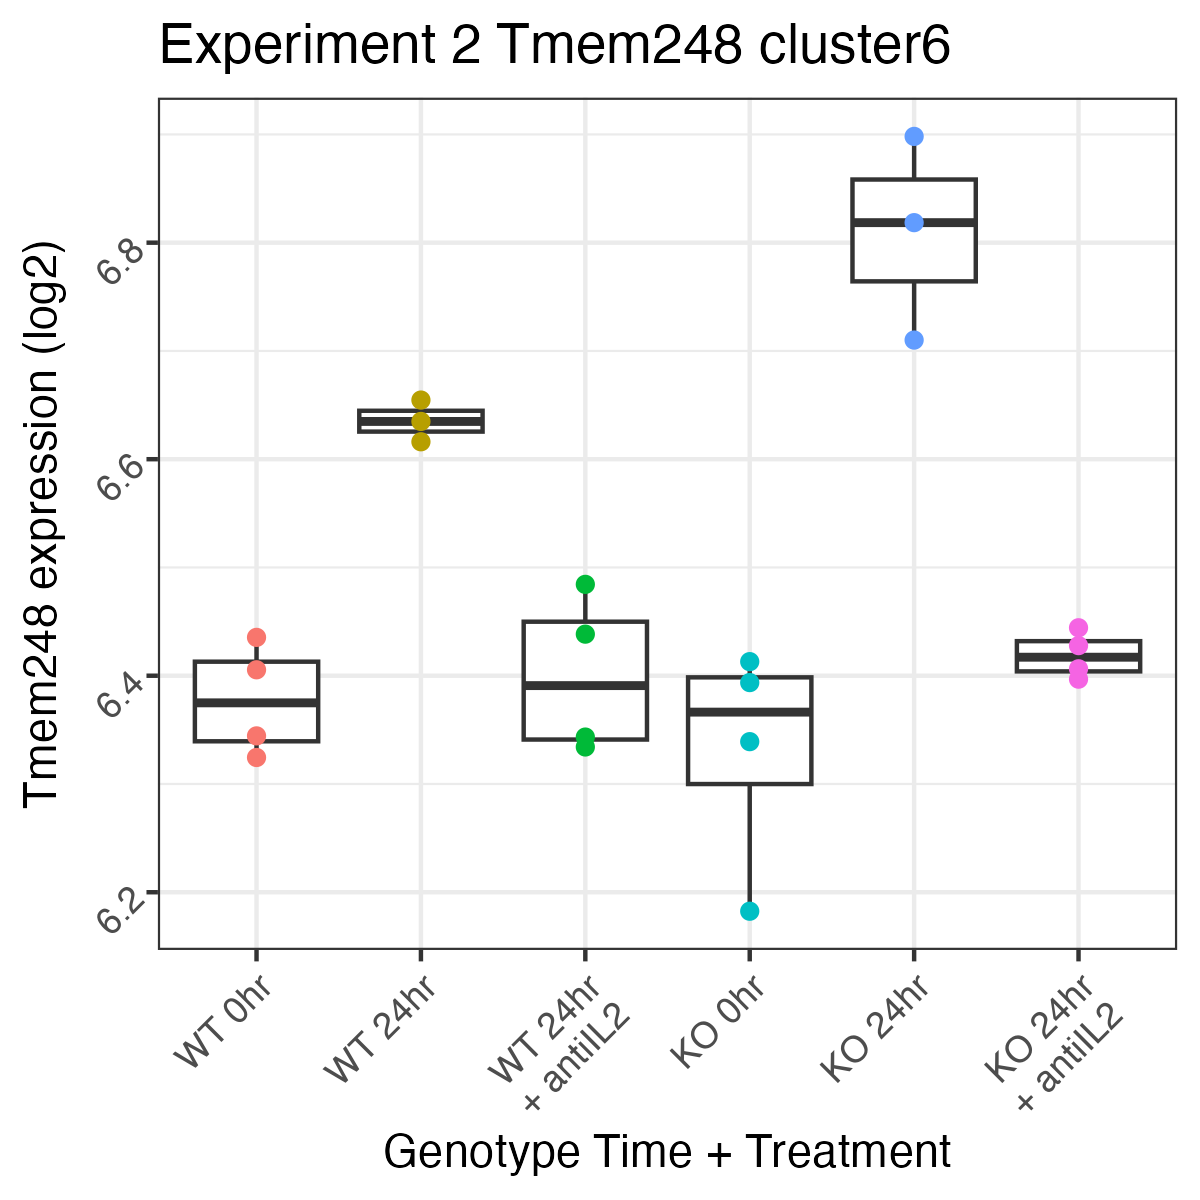 Experiment 2 Tmem248 cluster6
Tmem248 expression (log2)
6.8
6.6
6.4
6.2
WT 0hr
WT 24hr
WT 24hr
+ antiIL2
KO 0hr
KO 24hr
KO 24hr
+ antiIL2
Genotype Time + Treatment